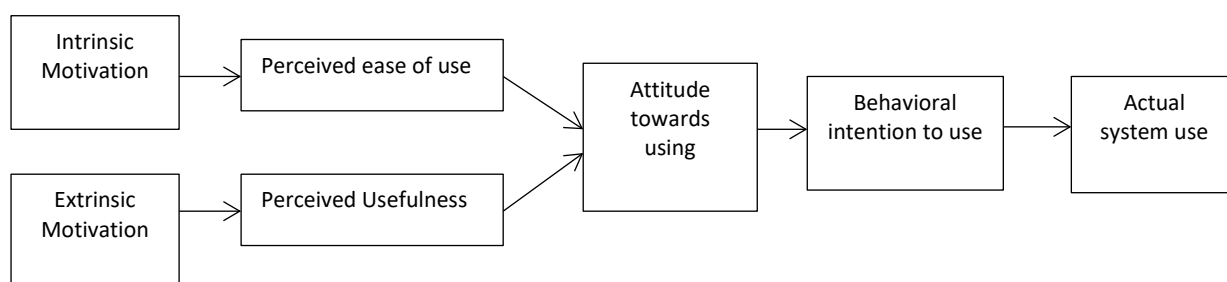 Intrinsic
Motivation
Perceived ease of use
Extrinsic
Motivation
Perceived Usefulness
Attitude
towards
using
Behavioral
intention to use
Actual
system use